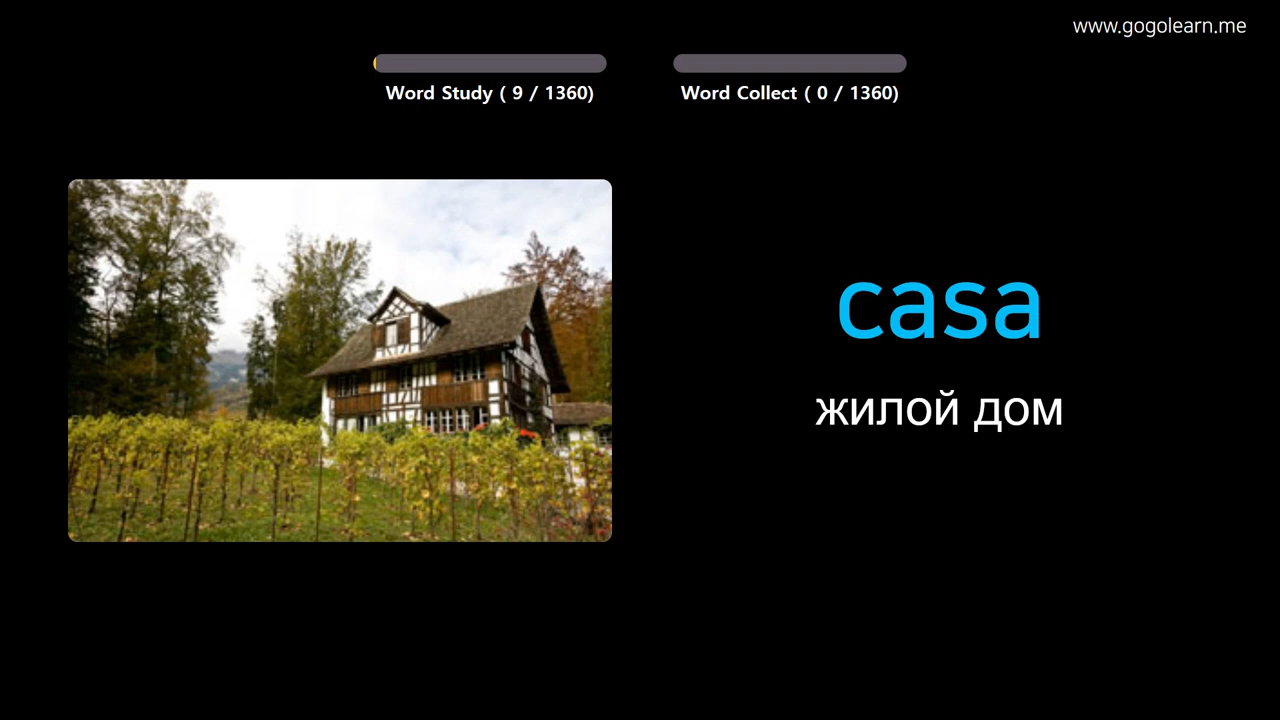 www.gogolearn.me
Word Study ( 9 / 1360)
Word Collect ( 0 / 1360)
casa
жилой дом